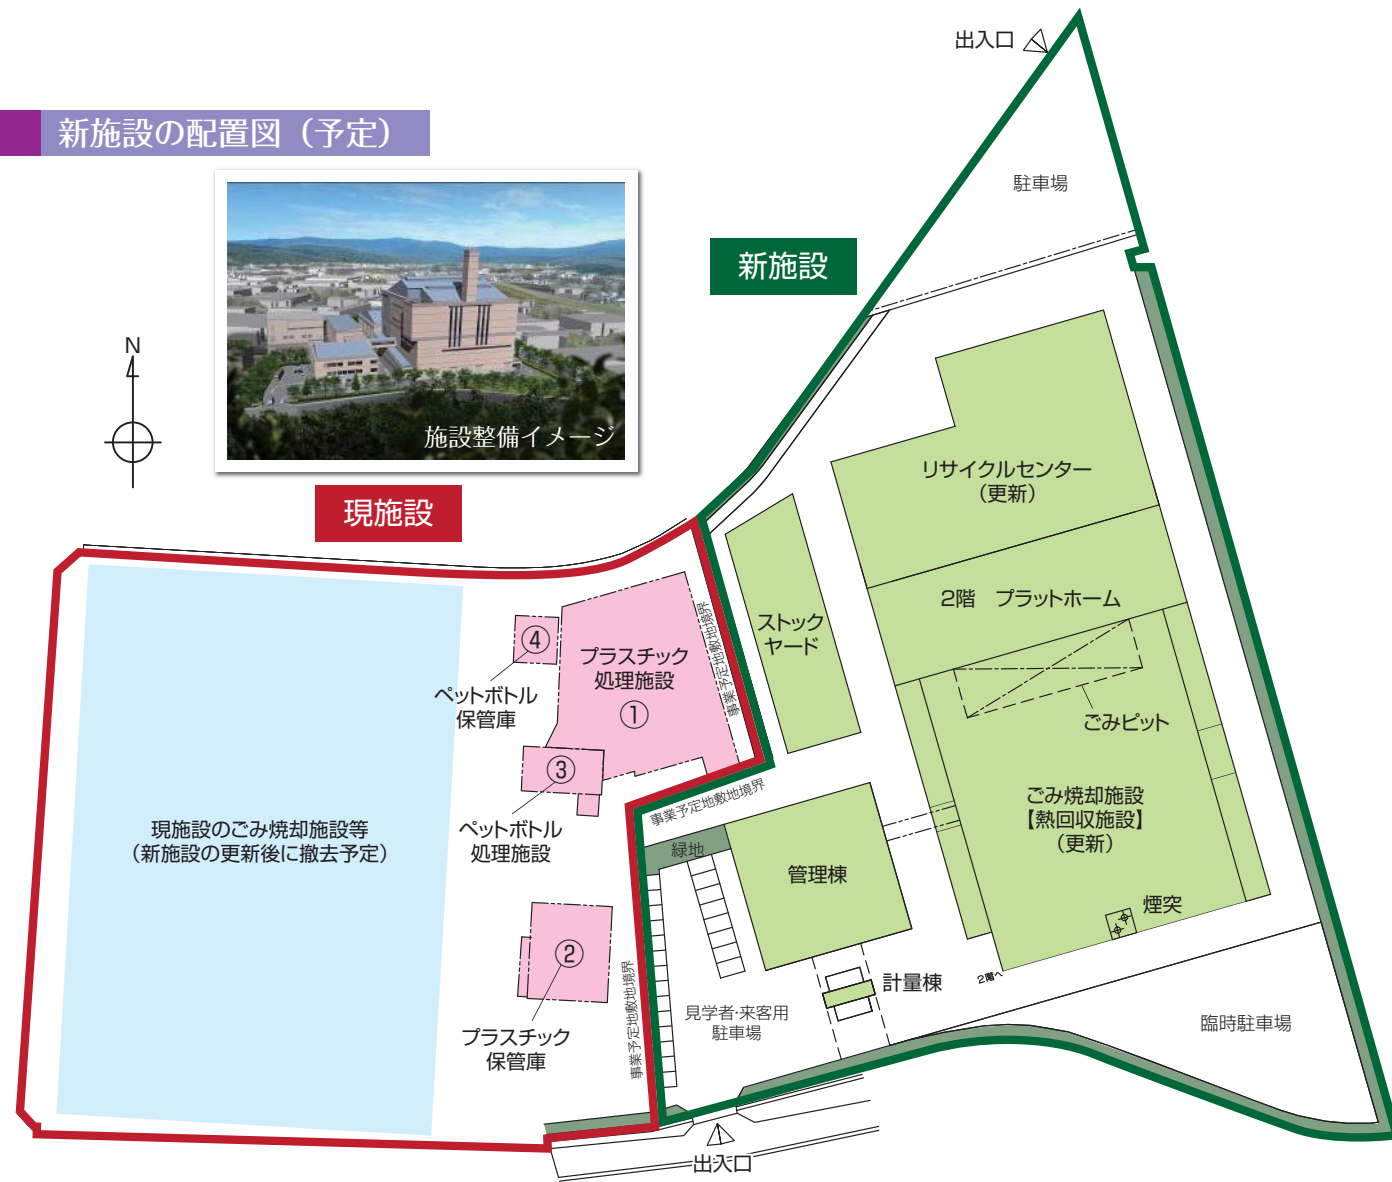 出入口
新施設の配置図（予定）
駐車場
新施設
N
施設整備イメージ
現施設
リサイクルセンター
（更新）
2階　プラットホーム
ストック
ヤード
④
プラスチック
処理施設
①
事業予定地敷地境界
ペットボトル
保管庫
ごみピット
③
事業予定地敷地境界
ごみ焼却施設
【熱回収施設】
（更新）
現施設のごみ焼却施設等
（新施設の更新後に撤去予定）
ペットボトル
処理施設
緑地
管理棟
煙突
②
計量棟
2階へ
事業予定地敷地境界
見学者・来客用
駐車場
臨時駐車場
プラスチック
保管庫
出入口